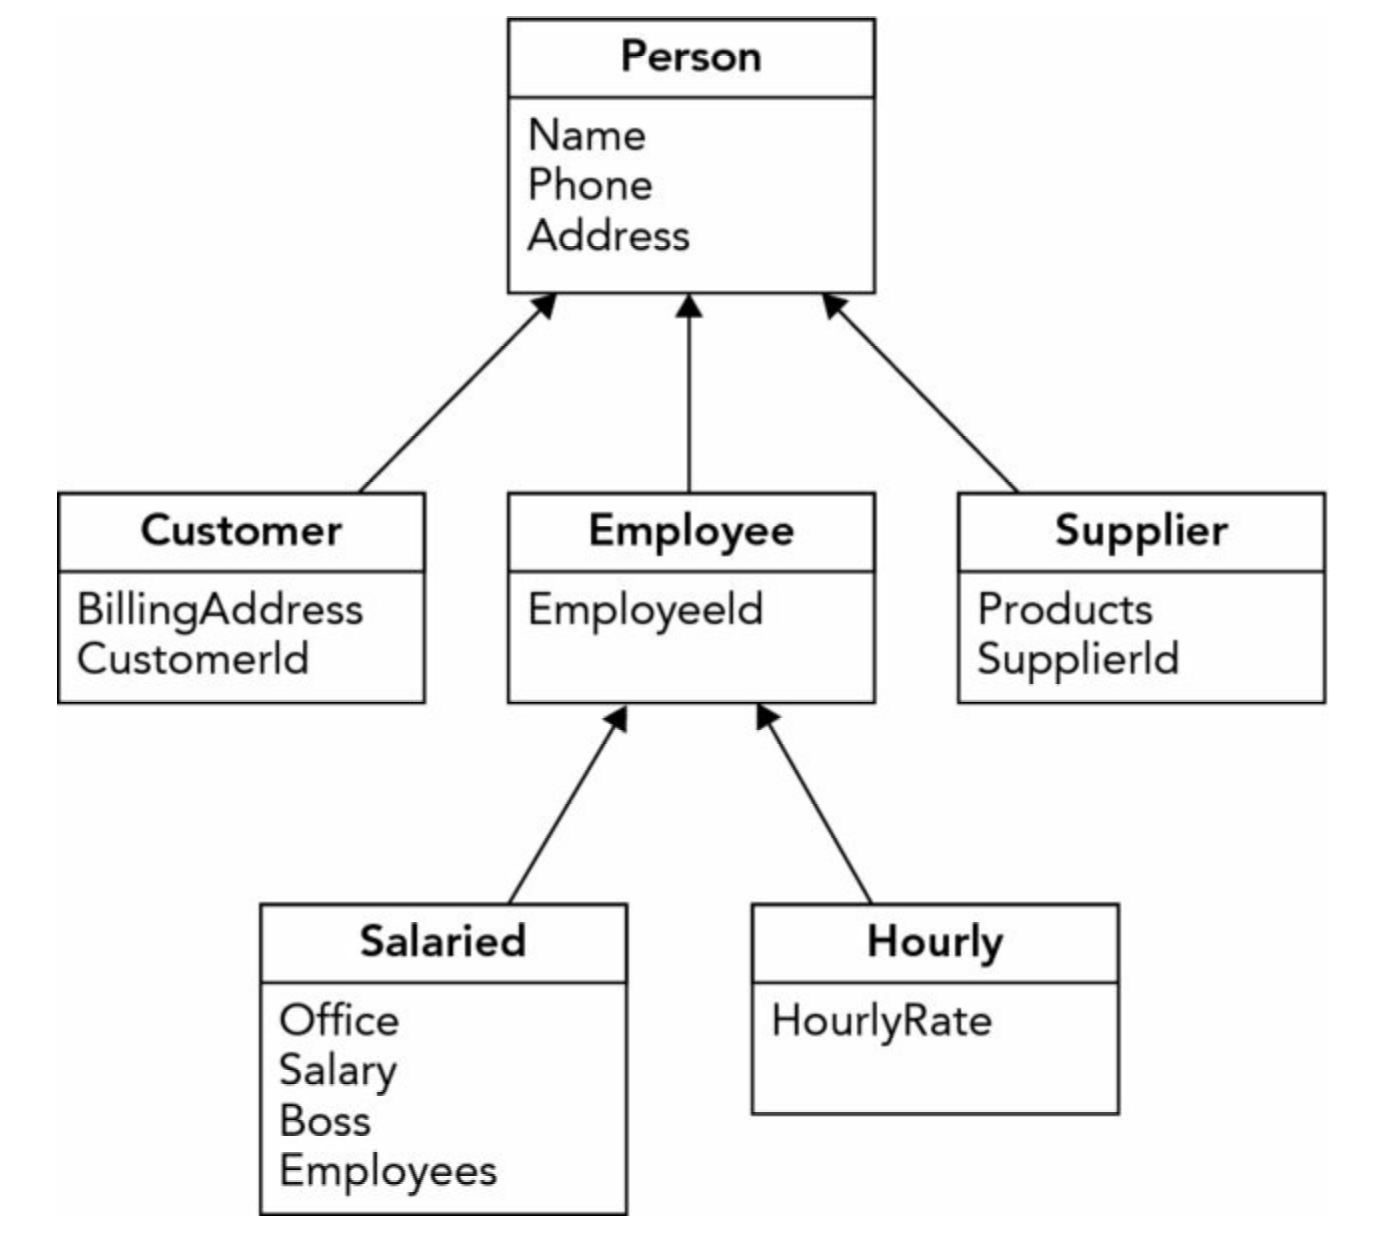 Person
Name
Phone
Address
Customer
BillingAddress
CustomerId
Employee
EmployeeId
Supplier
Products
SupplierId
Salaried
Office
Salary
Boss
Employees
Hourly
HourlyRate